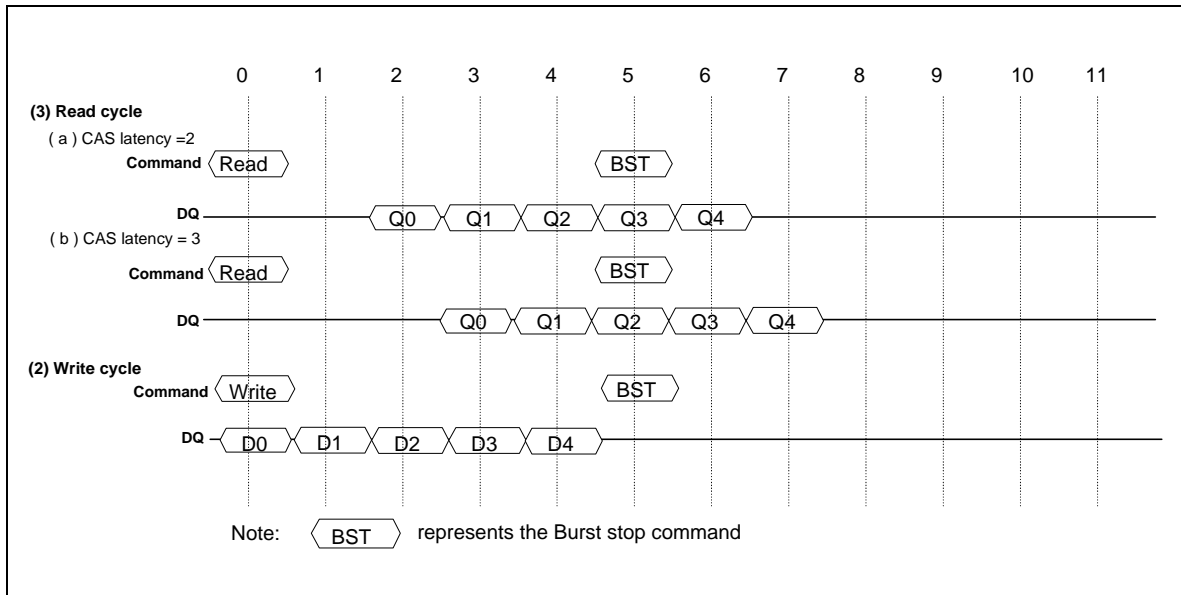 0 1 2 3 4 5 6 7 8 9 10 11
(3) Read cycle
( a ) CAS latency =2
Command Read BST
DQ Q0 Q1 Q2 Q3 Q4
( b ) CAS latency = 3
Command Read BST
DQ Q0 Q1 Q2 Q3 Q4
(2) Write cycle
Command Write BST
DQ D0 D1 D2 D3 D4
Note: BST represents the Burst stop command